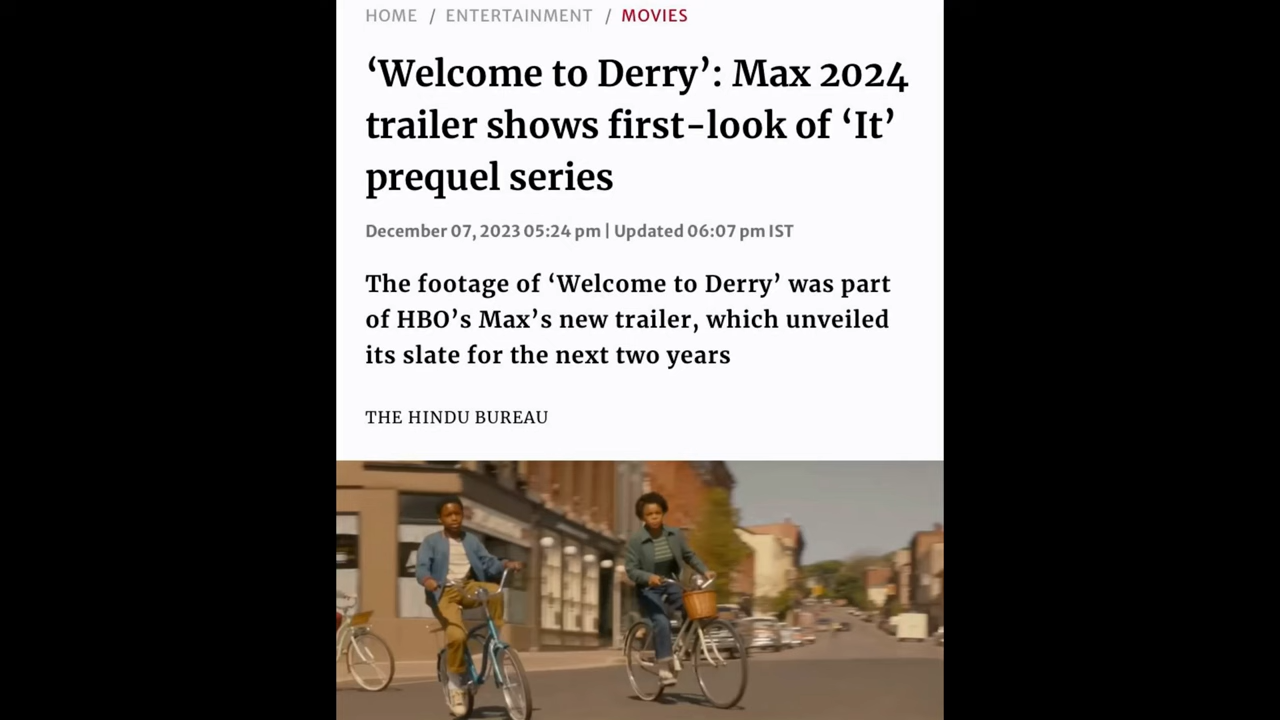 HOME / ENTERTAINMENT / MOVIES
‘Welcome to Derry’: Max 2024
trailer shows first-look of ‘It’
prequel series
December 07, 2023 05:24 pm | Updated 06:07 pm IST
The footage of ‘Welcome to Derry’ was part
of HBO’s Max’s new trailer, which unveiled
its slate for the next two years
THE HINDU BUREAU